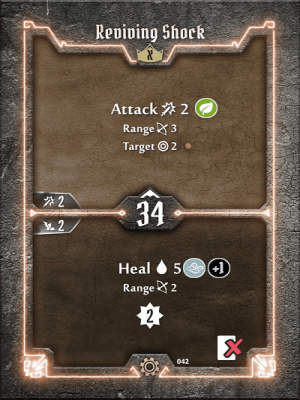 Reviving Shock
X
Attack 2
Range 3
Target 2
2
34
2
Heal 5 +1
Range 2
2
042